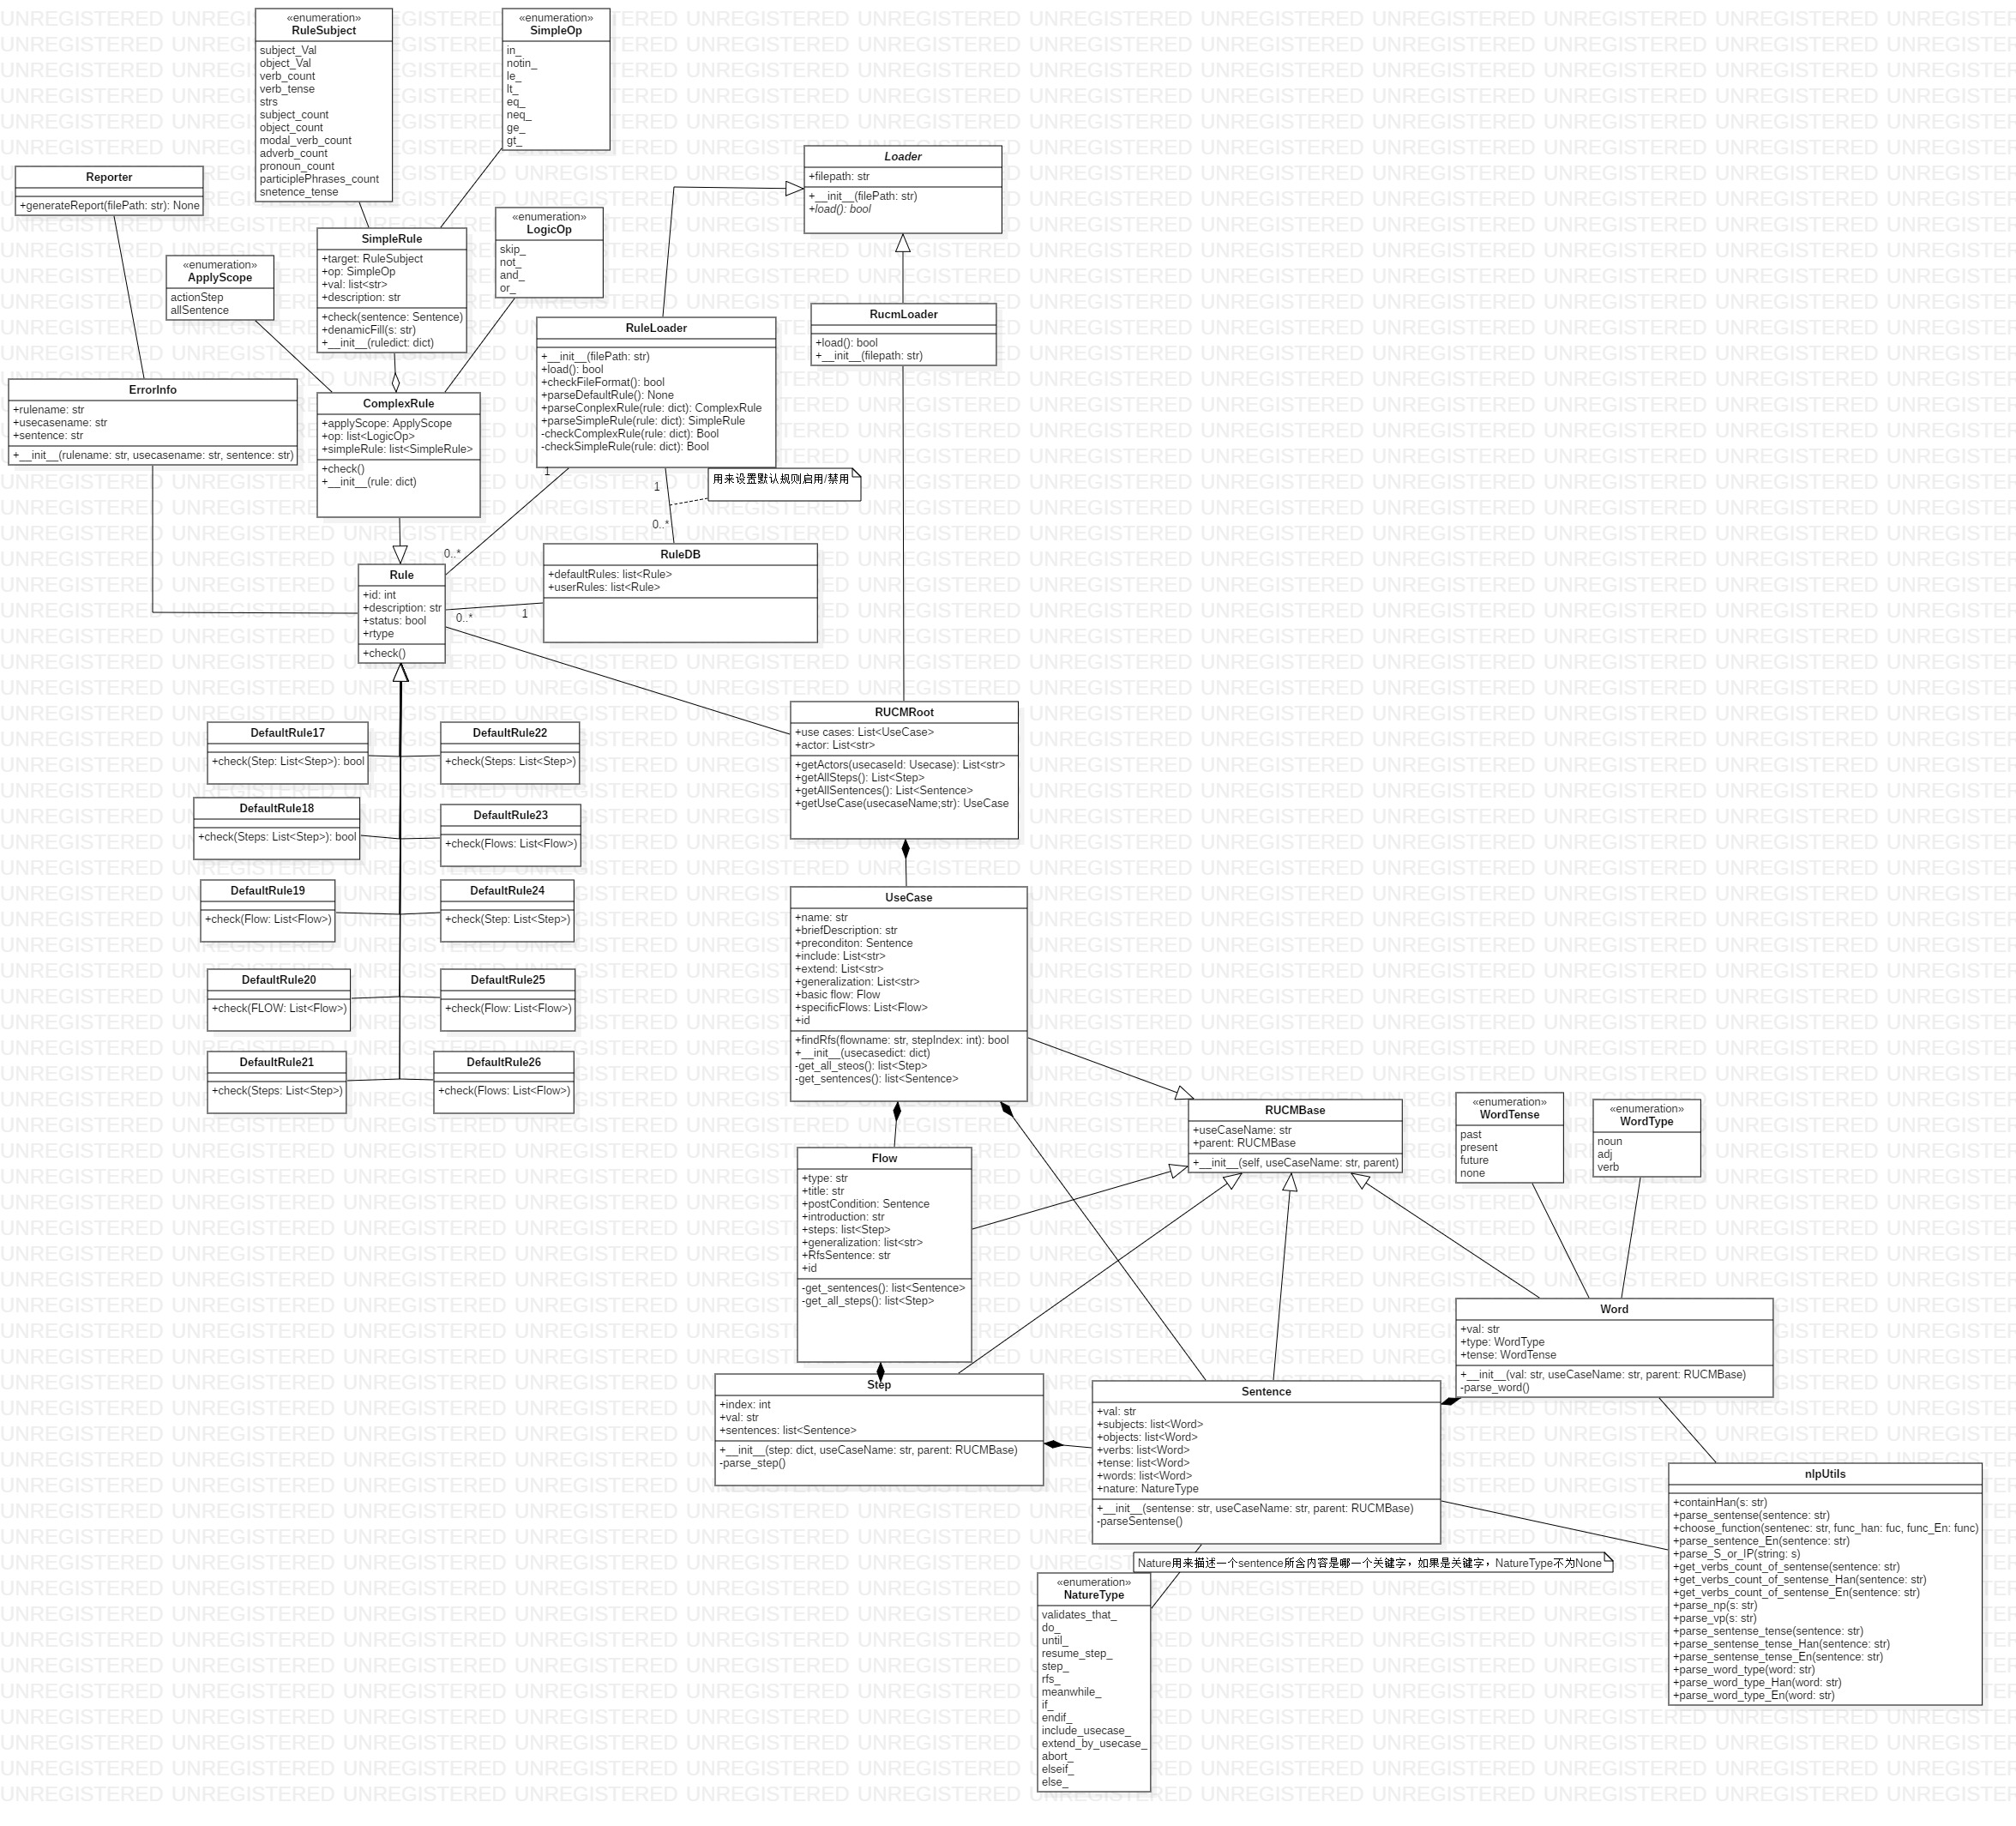 «enumeration»
RuleSubject
subject_Val
object_Val
verb_count
verb_tense
strs
subject_count
object_count
modal_verb_count
adverb_count
pronoun_count
participlePhrases_count
snetence_tense
«enumeration»
SimpleOp
in_
notin_
le_
lt_
eq_
neq_
ge_
gt_
Reporter
+generateReport(filePath: str): None
«enumeration»
ApplyScope
actionStep
allSentence
SimpleRule
+target: RuleSubject
+op: SimpleOp
+val: list<str>
+description: str
+check(sentence: Sentence)
+denamicFill(s: str)
+__init__(ruledict: dict)
«enumeration»
LogicOp
skip_
not_
and_
or_
Loader
+filepath: str
+__init__(filePath: str)
+load(): bool
RucmLoader
+load(): bool
+__init__(filepath: str)
RuleLoader
+__init__(filePath: str)
+load(): bool
+checkFileFormat(): bool
+parseDefaultRule(): None
+parseConplexRule(rule: dict): ComplexRule
+parseSimpleRule(rule: dict): SimpleRule
-checkComplexRule(rule: dict): Bool
-checkSimpleRule(rule: dict): Bool
ErrorInfo
+rulename: str
+usecasename: str
+sentence: str
+__init__(rulename: str, usecasename: str, sentence: str)
ComplexRule
+applyScope: ApplyScope
+op: list<LogicOp>
+simpleRule: list<SimpleRule>
+check()
+__init__(rule: dict)
1
1
用来设置默认规则启用/禁用
0..*
0..*
RuleDB
+defaultRules: list<Rule>
+userRules: list<Rule>
Rule
+id: int
+description: str
+status: bool
+rtype
+check()
0..*
1
RUCMRoot
+use cases: List<UseCase>
+actor: List<str>
+getActors(usecaseId: Usecase): List<str>
+getAllSteps(): List<Step>
+getAllSentences(): List<Sentence>
+getUseCase(usecaseName;str): UseCase
DefaultRule17
+check(Step: List<Step>): bool
DefaultRule22
+check(Steps: List<Step>)
DefaultRule18
+check(Steps: List<Step>): bool
DefaultRule23
+check(Flows: List<Flow>)
DefaultRule19
+check(Flow: List<Flow>)
DefaultRule24
+check(Step: List<Step>)
DefaultRule20
+check(FLOW: List<Flow>)
DefaultRule25
+check(Flow: List<Flow>)
DefaultRule21
+check(Steps: List<Step>)
DefaultRule26
+check(Flows: List<Flow>)
UseCase
+name: str
+briefDescription: str
+preconditon: Sentence
+include: List<str>
+extend: List<str>
+generalization: List<str>
+basic flow: Flow
+specificFlows: List<Flow>
+id
+findRfs(flowname: str, stepIndex: int): bool
+__init__(usecasedict: dict)
-get_all_steos(): list<Step>
-get_sentences(): list<Sentence>
RUCMBase
+useCaseName: str
+parent: RUCMBase
+__init__(self, useCaseName: str, parent)
«enumeration»
WordTense
past
present
future
none
«enumeration»
WordType
noun
adj
verb
Flow
+type: str
+title: str
+postCondition: Sentence
+introduction: str
+steps: list<Step>
+generalization: list<str>
+RfsSentence: str
+id
-get_sentences(): list<Sentence>
-get_all_steps(): list<Step>
Word
+val: str
+type: WordType
+tense: WordTense
+__init__(val: str, useCaseName: str, parent: RUCMBase)
-parse_word()
Step
+index: int
+val: str
+sentences: list<Sentence>
+__init__(step: dict, useCaseName: str, parent: RUCMBase)
-parse_step()
Sentence
+val: str
+subjects: list<Word>
+objects: list<Word>
+verbs: list<Word>
+tense: list<Word>
+words: list<Word>
+nature: NatureType
+__init__(sentense: str, useCaseName: str, parent: RUCMBase)
-parseSentense()
nlpUtils
+containHan(s: str)
+parse_sentense(sentence: str)
+choose_function(sentenec: str, func_han: fuc, func_En: func)
+parse_sentence_En(sentence: str)
+parse_S_or_IP(string: s)
+get_verbs_count_of_sentense(sentence: str)
+get_verbs_count_of_sentense_Han(sentence: str)
+get_verbs_count_of_sentense_En(sentence: str)
+parse_np(s: str)
+parse_vp(s: str)
+parse_sentense_tense(sentence: str)
+parse_sentense_tense_Han(sentence: str)
+parse_sentense_tense_En(sentence: str)
+parse_word_type(word: str)
+parse_word_type_Han(word: str)
+parse_word_type_En(word: str)
Nature用来描述一个sentence所含内容是哪一个关键字，如果是关键字，NatureType不为None
«enumeration»
NatureType
validates_that_
do_
until_
resume_step_
step_
rfs_
meanwhile_
if_
endif_
include_usecase_
extend_by_usecase_
abort_
elseif_
else_